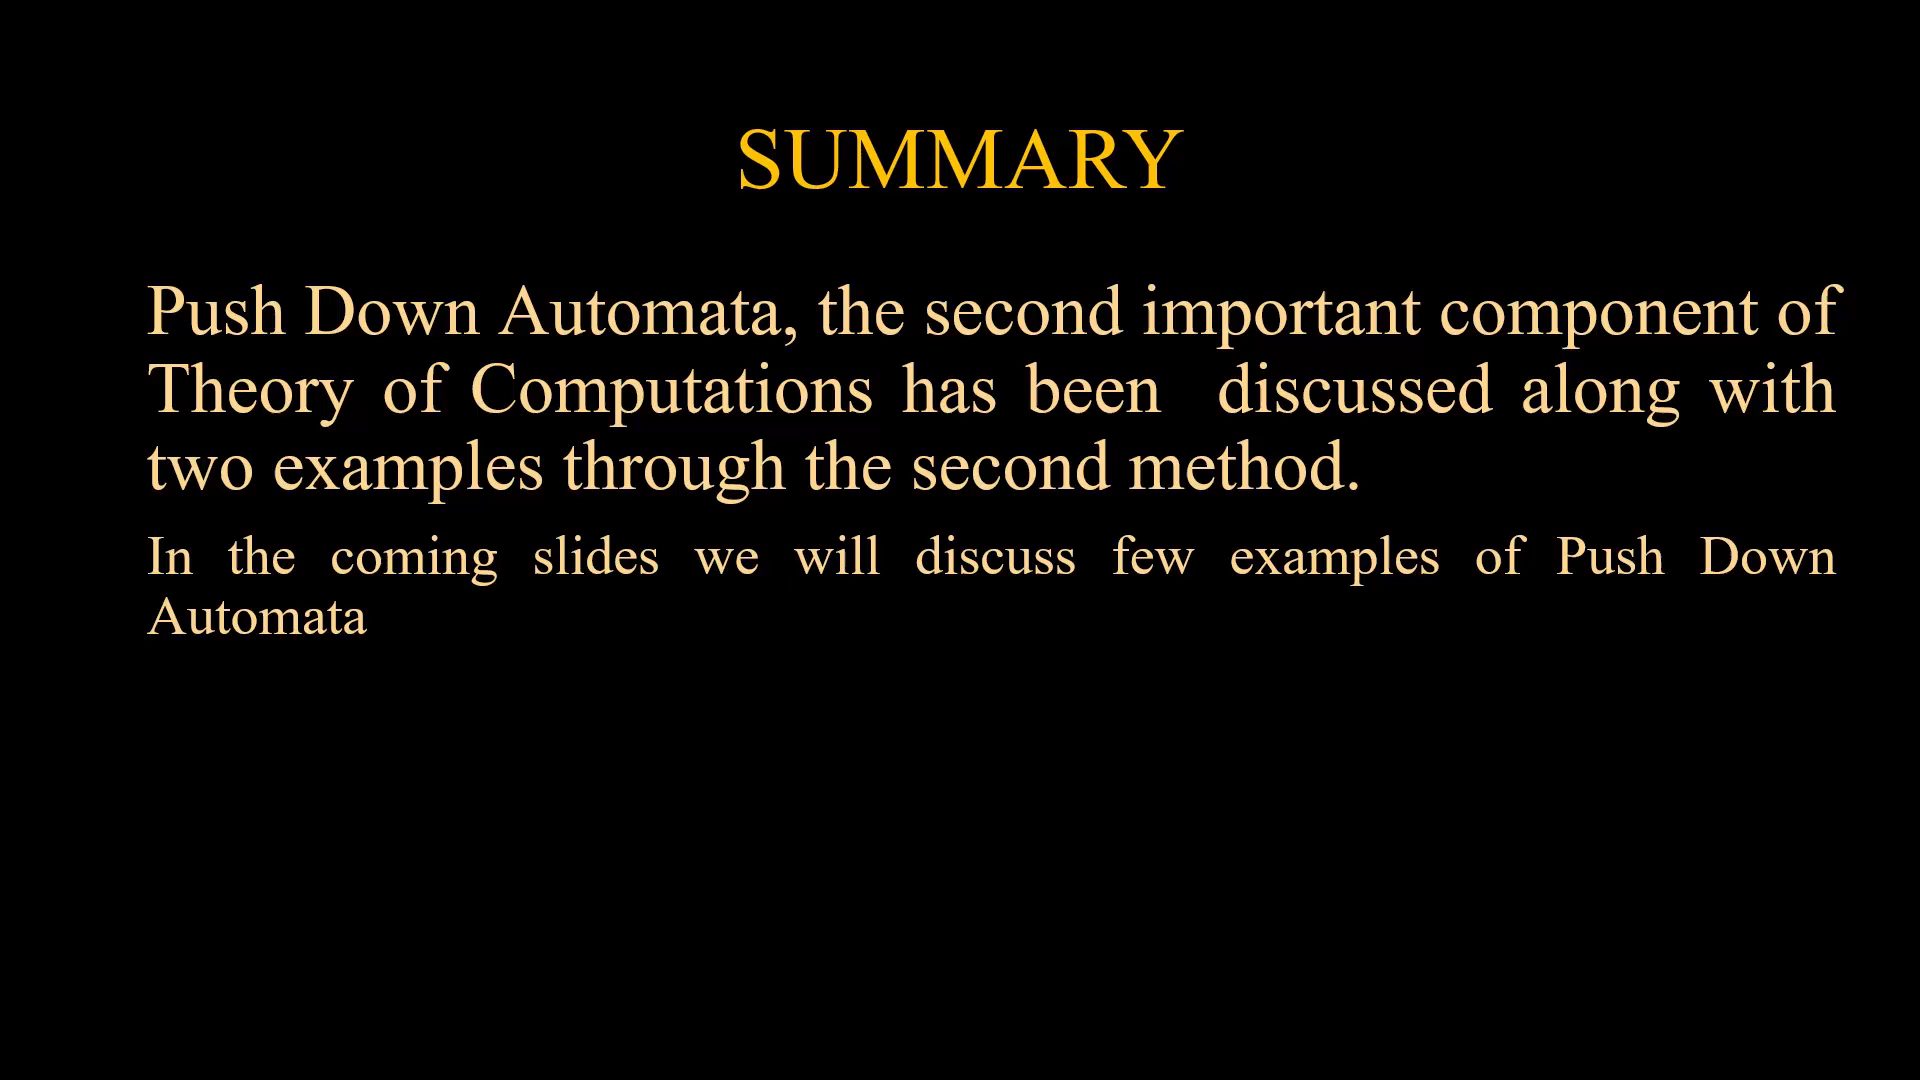 SUMMARY
Push Down Automata, the second important component of
Theory of Computations has been discussed along with
two examples through the second method.
In the coming slides we will discuss few examples of Push Down
Automata